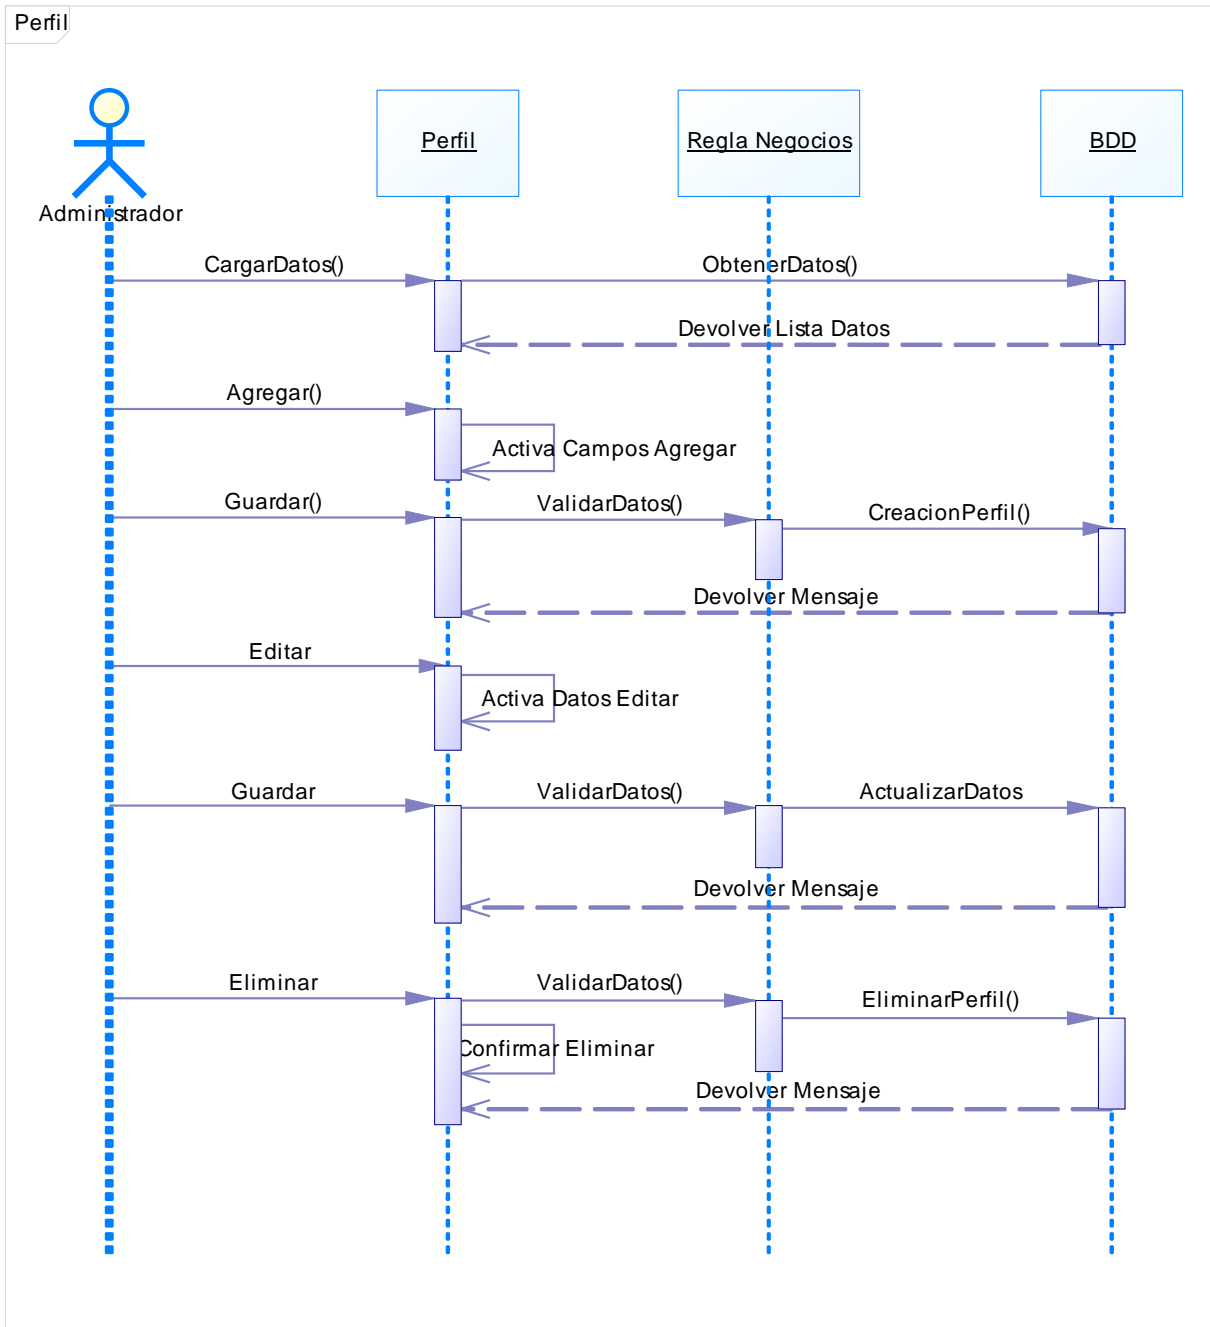 Perfil
Perfil
Regla Negocios
BDD
Administrador
CargarDatos()
ObtenerDatos()
Devolver Lista Datos
Agregar()
Activa Campos Agregar
Guardar()
ValidarDatos()
CreacionPerfil()
Devolver Mensaje
Editar
Activa Datos Editar
Guardar
ValidarDatos()
ActualizarDatos
Devolver Mensaje
Eliminar
ValidarDatos()
EliminarPerfil()
Confirmar Eliminar
Devolver Mensaje